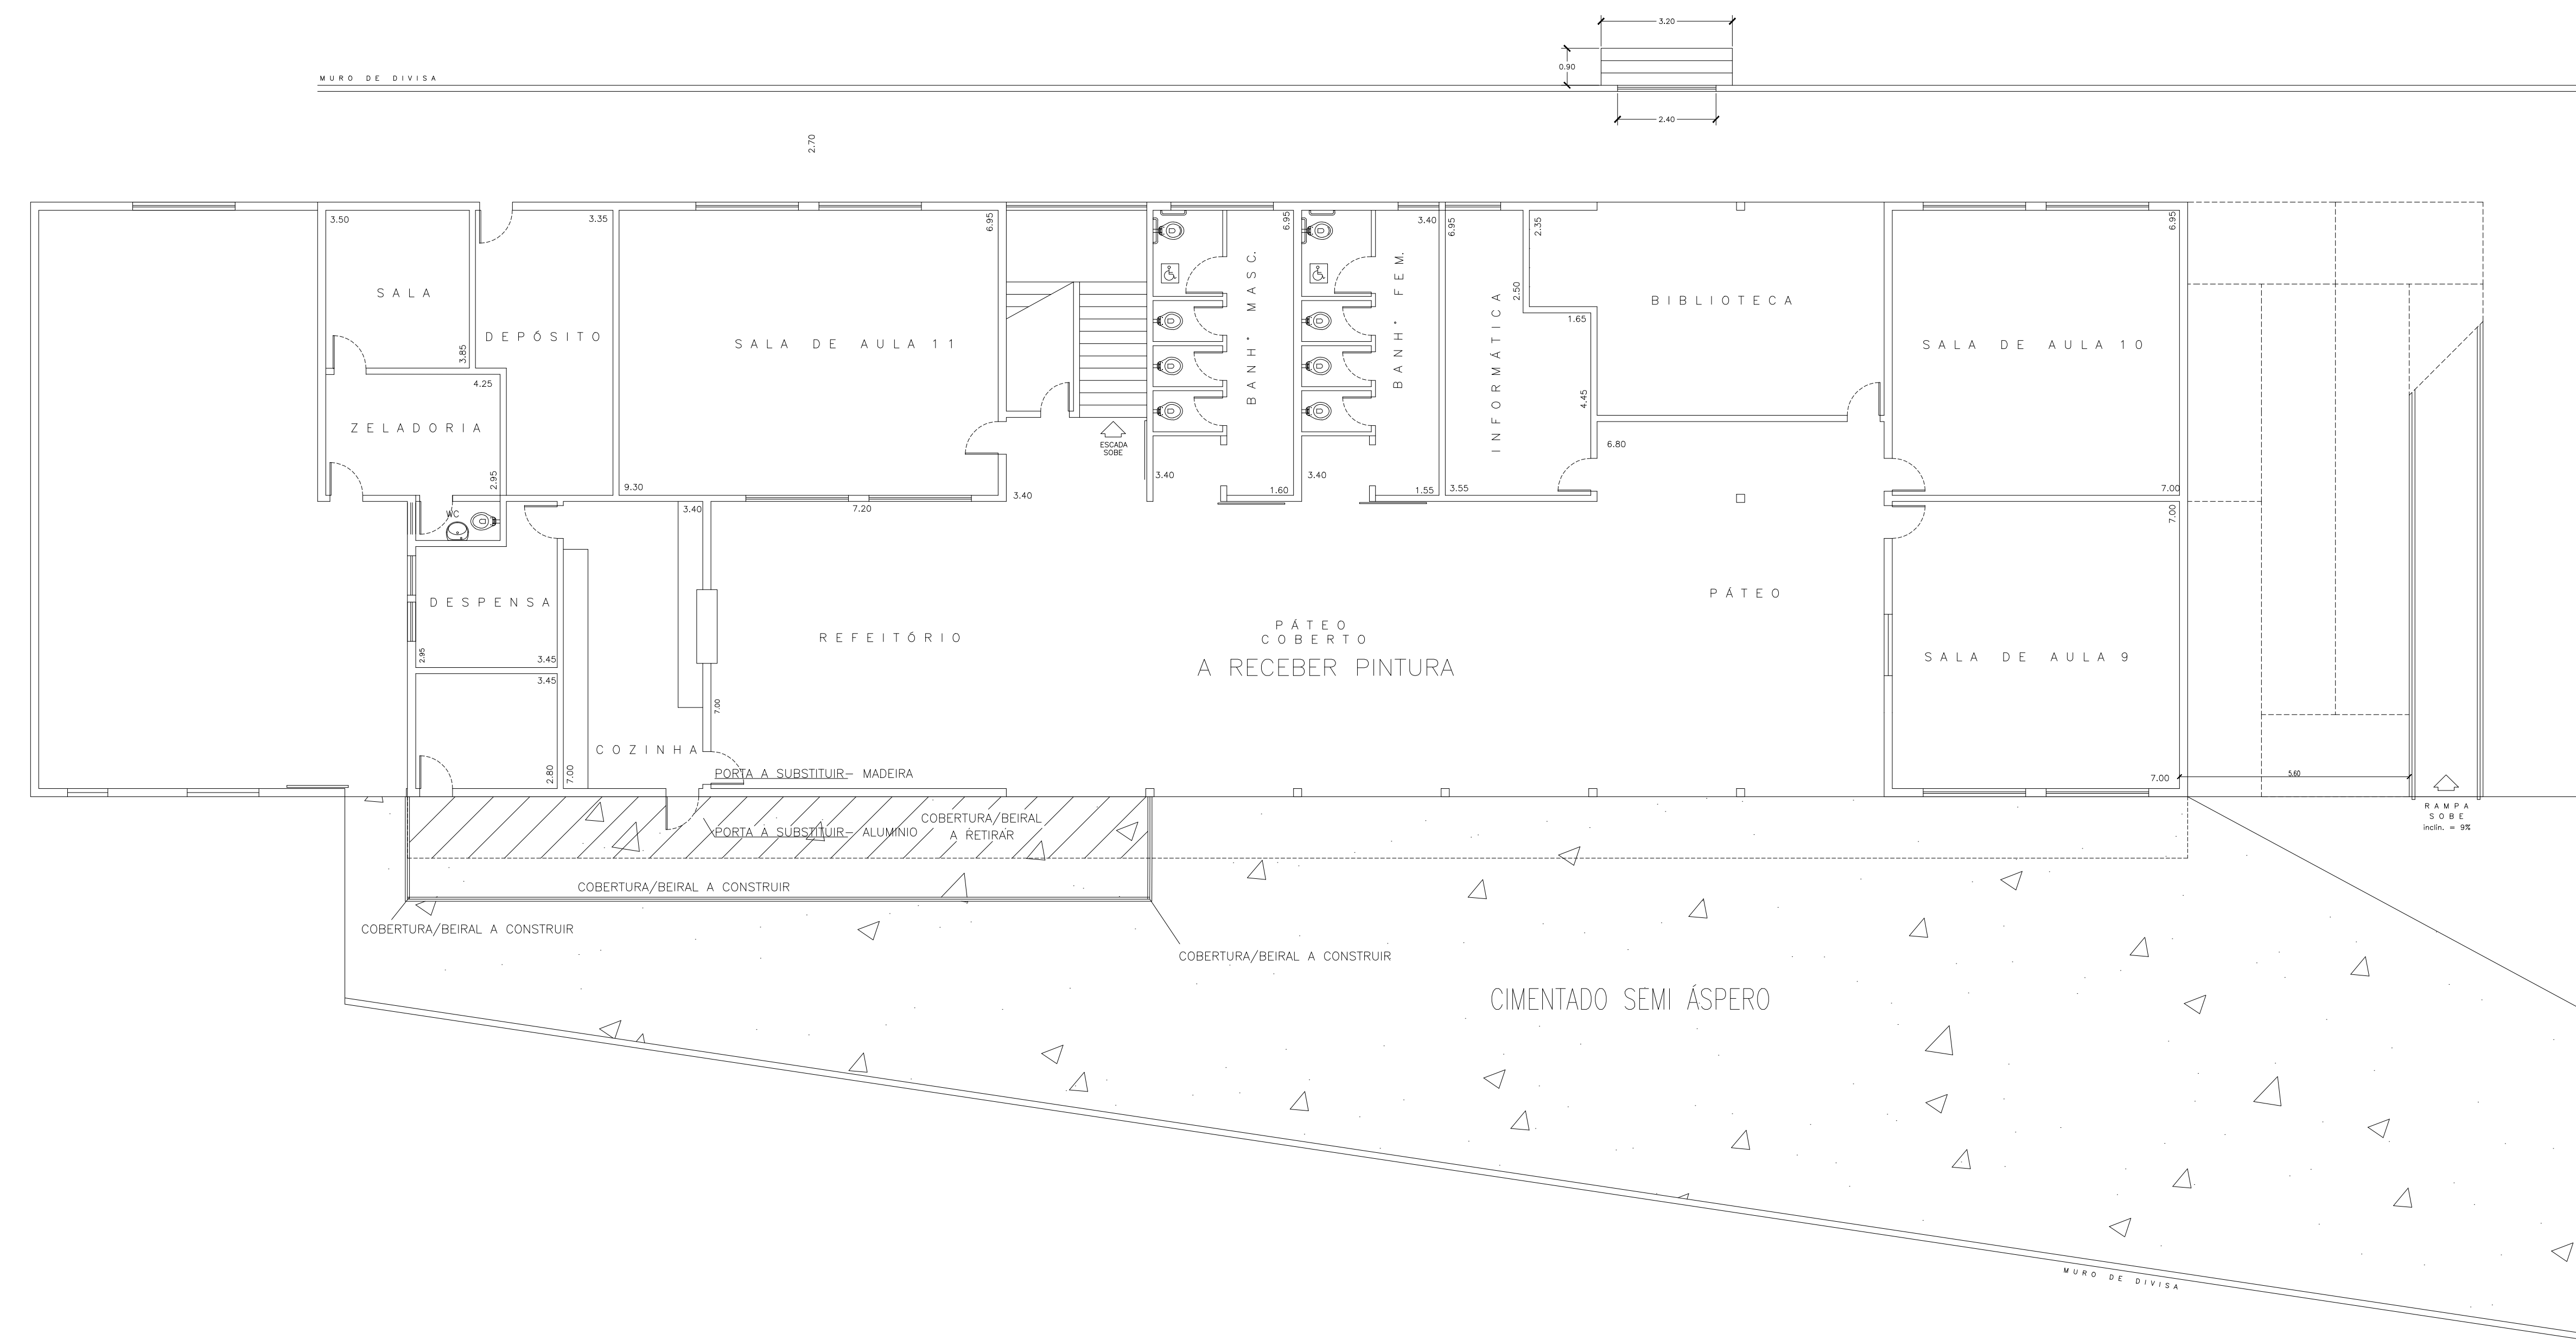 3.20
0.90
MURO DE DIVISA
2.40
2.70
3.50
3.35
6.95
6.95
3.40
6.95
2.35
6.95
SALA
DEPÓSITO
SALA DE AULA 11
BANHº MASC.
BANHº FEM.
INFORMÁTICA
2.50
BIBLIOTECA
1.65
SALA DE AULA 10
3.85
4.25
4.45
ZELADORIA
ESCADA
SOBE
6.80
2.95
9.30
3.40
3.40
3.40
1.60
1.55
3.55
7.00
WC
3.40
7.20
7.00
DESPENSA
REFEITÓRIO
PÁTEO
COBERTO
A RECEBER PINTURA
PÁTEO
SALA DE AULA 9
2.95
3.45
3.45
7.00
COZINHA
2.80
7.00
PORTA A SUBSTITUIR- MADEIRA
7.00
5.60
RAMPA
SOBE
inclin. = 9%
PORTA A SUBSTITUIR- ALUMINIO
COBERTURA/BEIRAL
A RETIRAR
COBERTURA/BEIRAL A CONSTRUIR
COBERTURA/BEIRAL A CONSTRUIR
COBERTURA/BEIRAL A CONSTRUIR
CIMENTADO SEMI ÁSPERO
MURO DE DIVISA